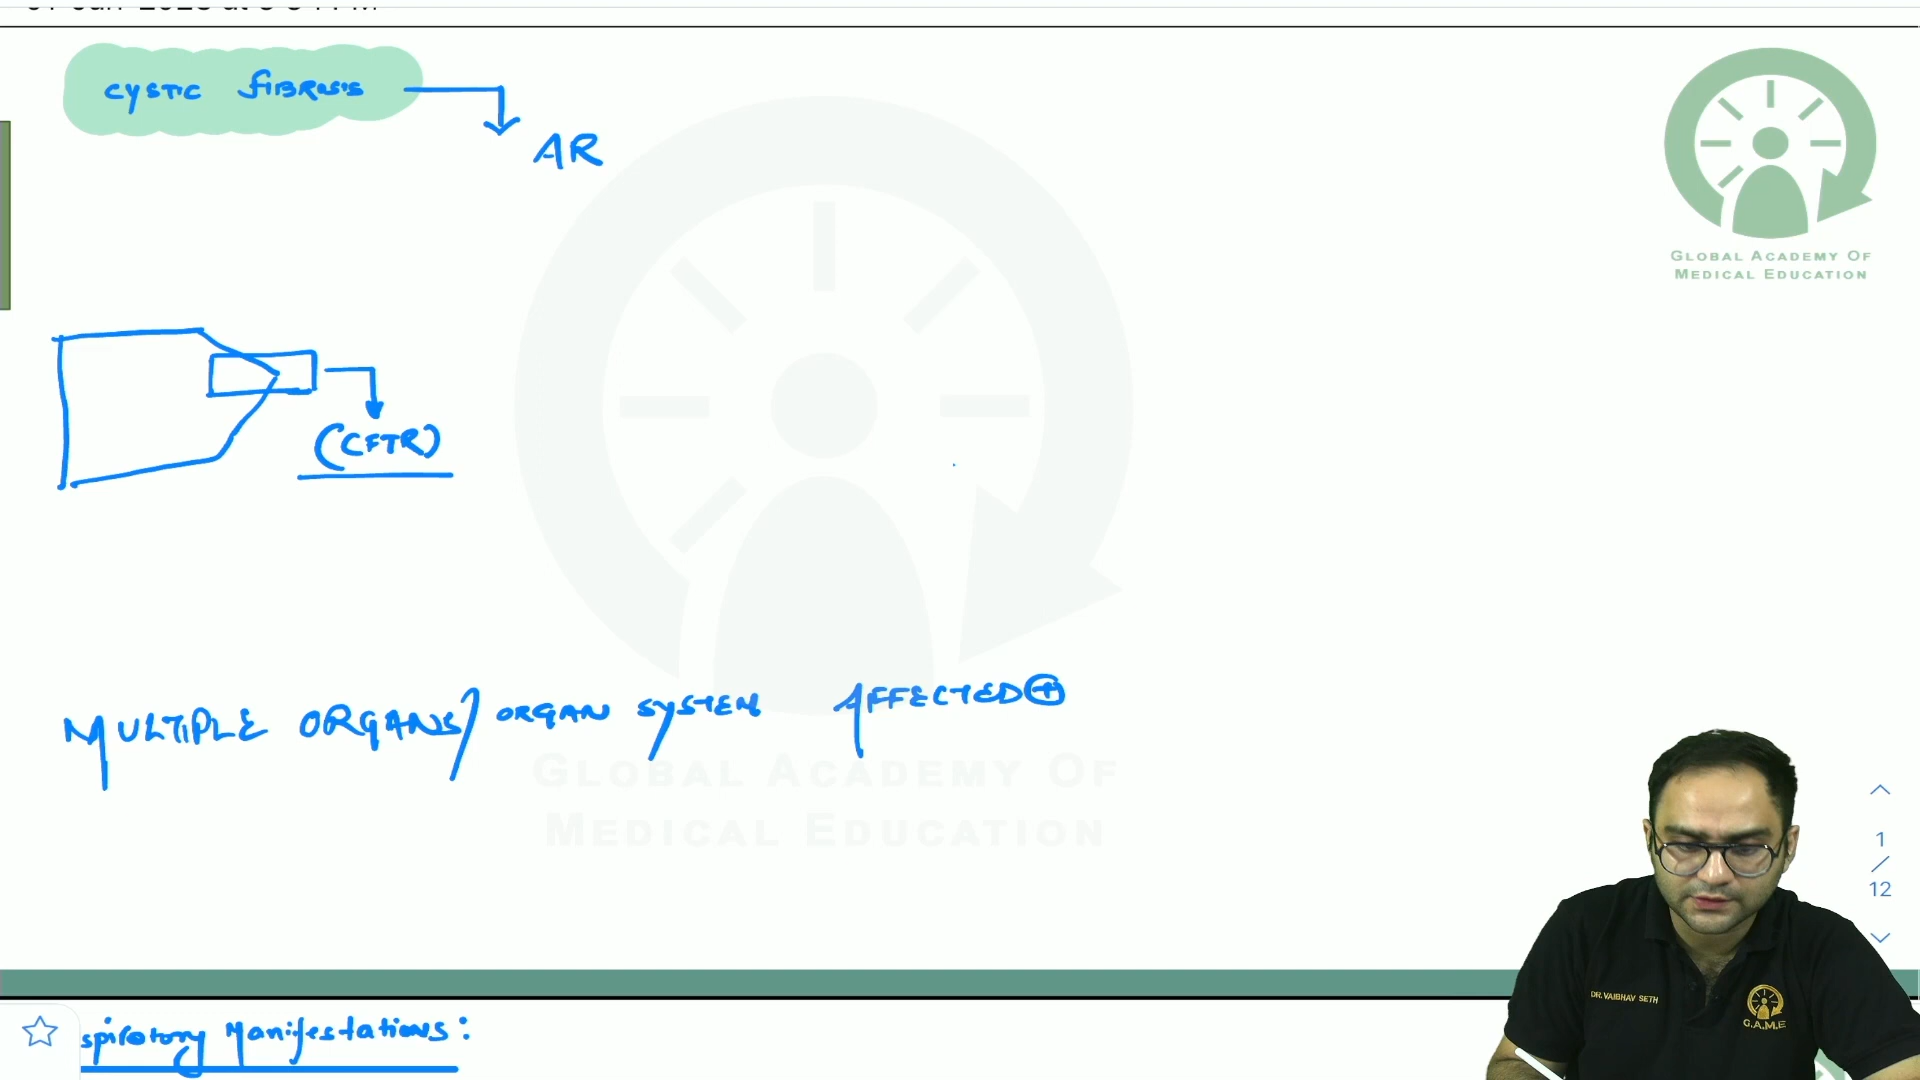 CYSTIC FIBROSIS
AR
GLOBAL ACADEMY OF
MEDICAL EDUCATION
(CFTR)
MULTIPLE ORGANS/ORGAN SYSTEM AFFECTED⊕
GLOBAL ACADEMY OF
MEDICAL EDUCATION
1
/
12
DR.VAIBHAV SETH
G.A.M.E
spiratory Manifestations: